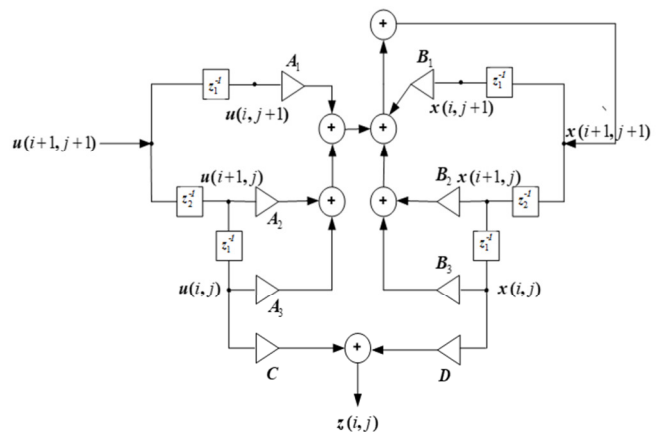 +
A₁
B₁
z₁⁻¹
z₁⁻¹
u(i, j+1)
x(i, j+1)
u(i+1, j+1)
+
+
x(i+1, j+1)
u(i+1, j)
B₂
x(i+1, j)
z₂⁻¹
A₂
+
+
z₂⁻¹
z₁⁻¹
z₁⁻¹
B₃
u(i, j)
A₃
x(i, j)
C
+
D
z(i, j)